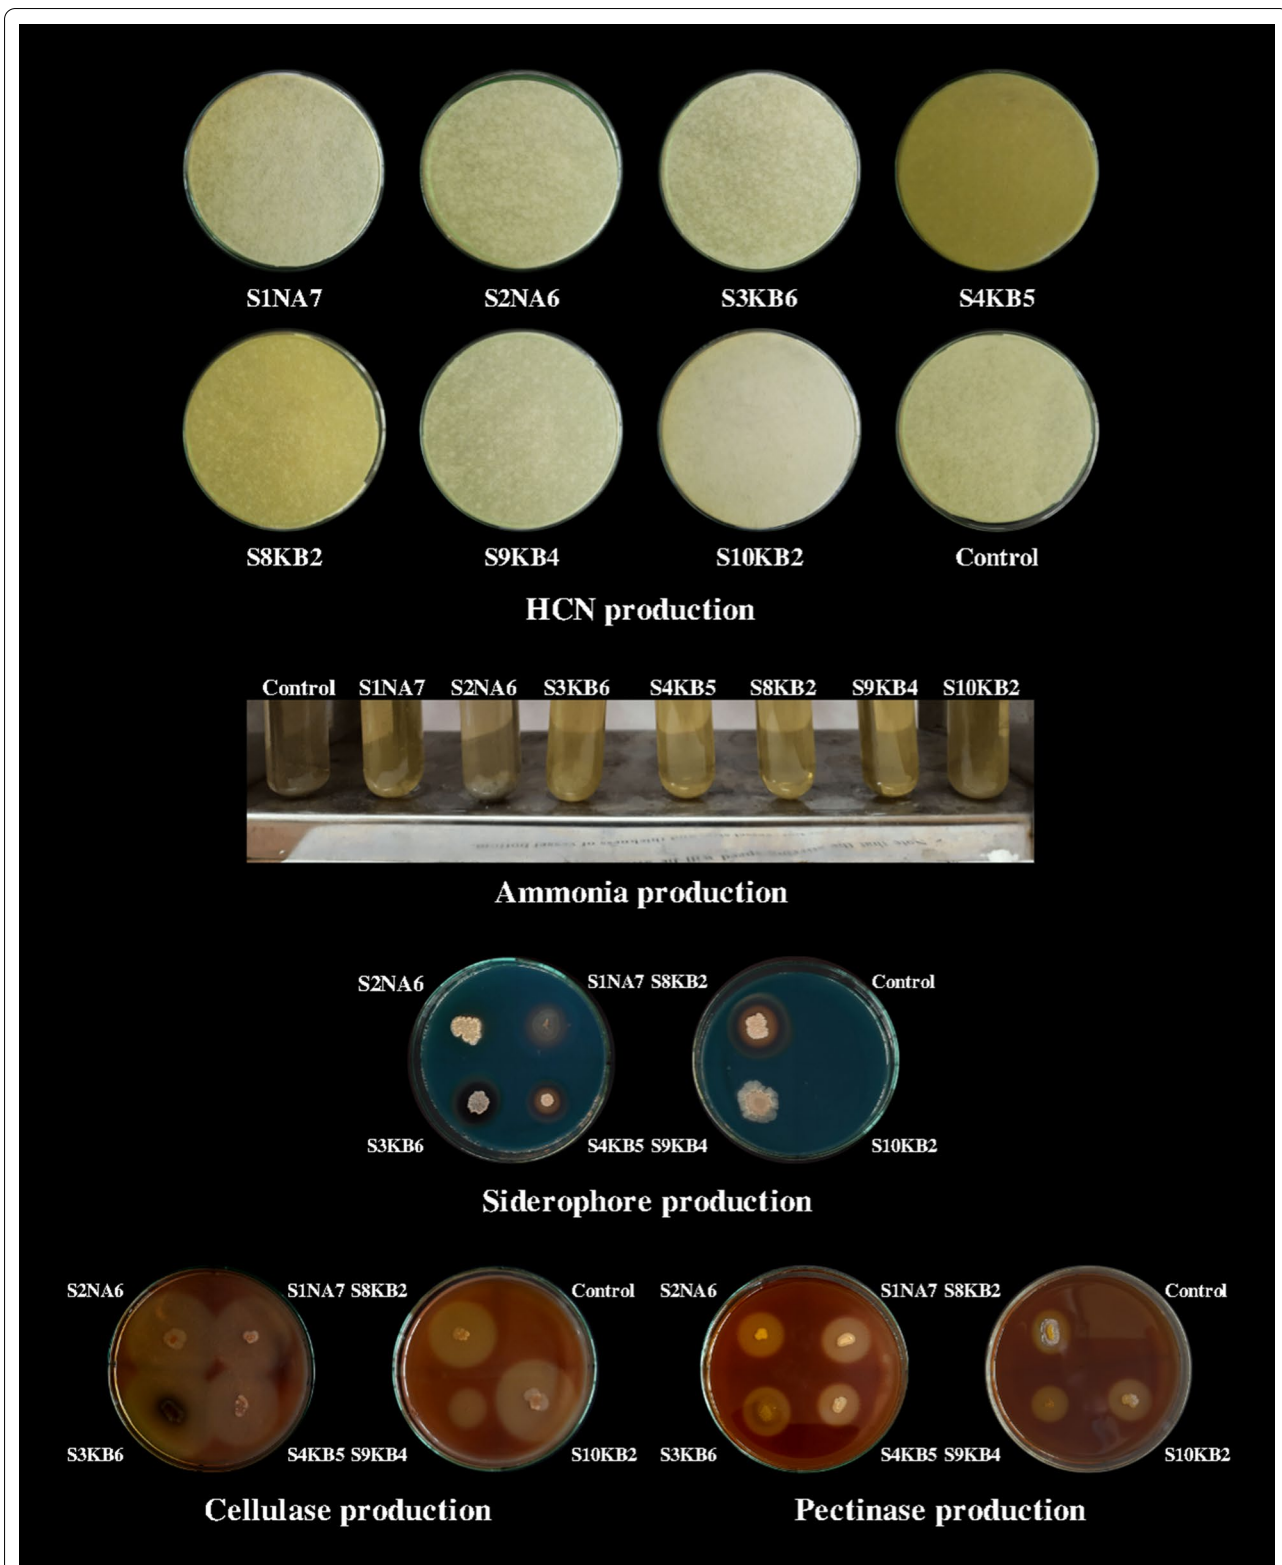 S1NA7 S2NA6 S3KB6 S4KB5
S8KB2 S9KB4 S10KB2 Control
HCN production
Control S1NA7 S2NA6 S3KB6 S4KB5 S8KB2 S9KB4 S10KB2
Ammonia production
S2NA6 S1NA7 S8KB2 Control
S3KB6 S4KB5 S9KB4 S10KB2
Siderophore production
S2NA6 S1NA7 S8KB2 Control S2NA6 S1NA7 S8KB2 Control
S3KB6 S4KB5 S9KB4 S10KB2 S3KB6 S4KB5 S9KB4 S10KB2
Cellulase production Pectinase production